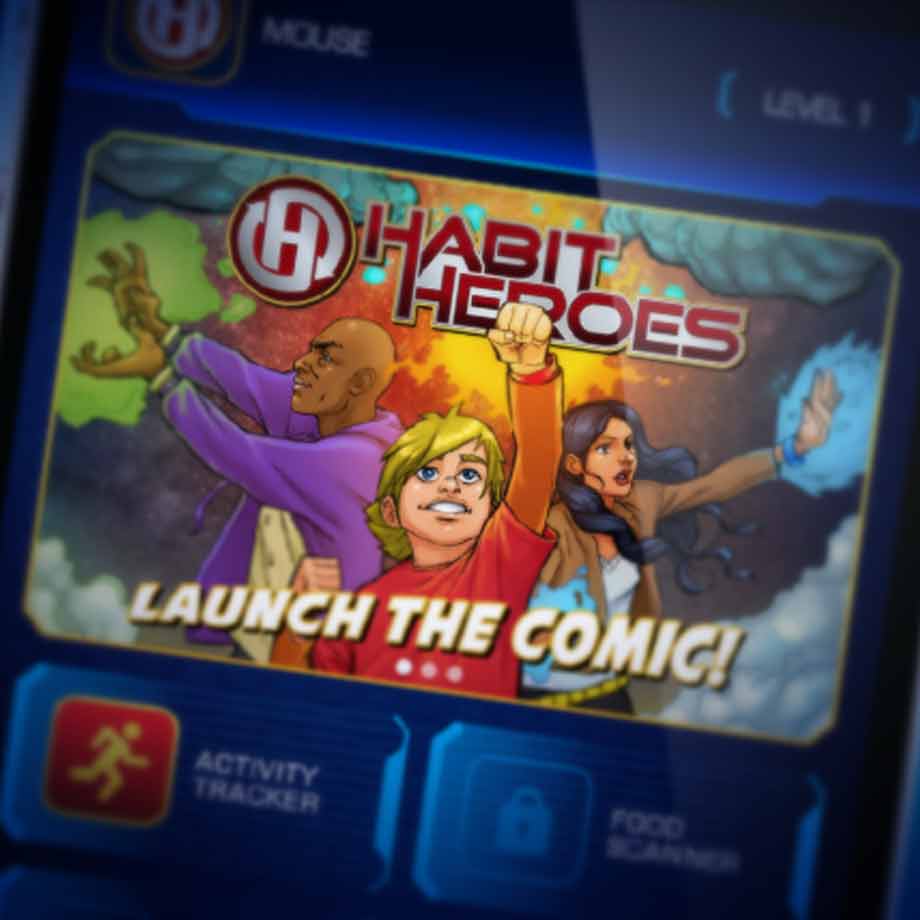 H
MOUSE
LEVEL 1
H
HABIT
HEROES
LAUNCH THE COMIC!
ACTIVITY
TRACKER
FOOD
SCANNER